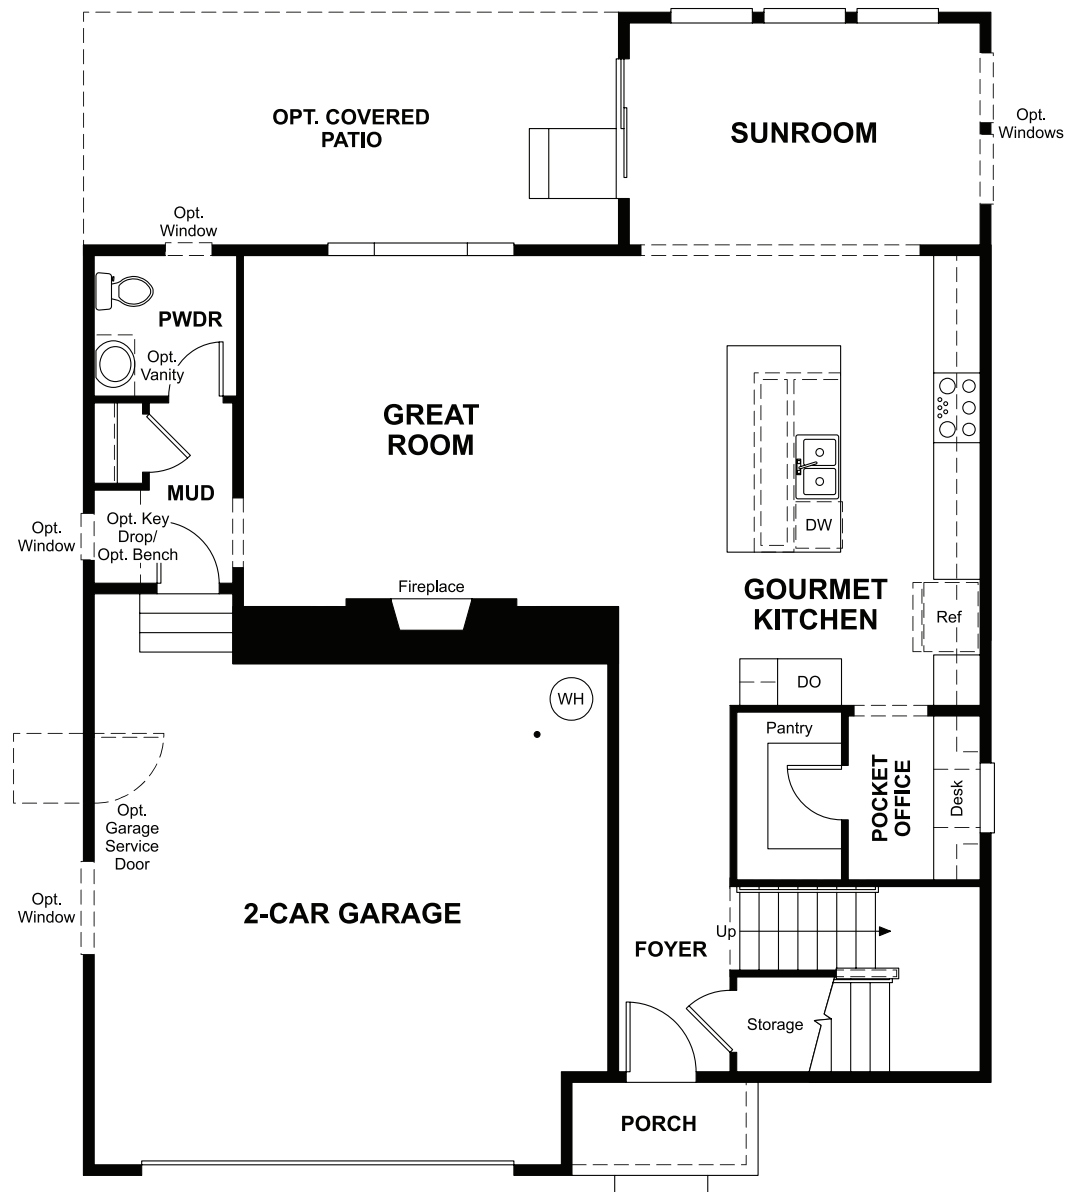 OPT. COVERED
PATIO
SUNROOM
Opt.
Windows
Opt.
Window
PWDR
Opt.
Vanity
GREAT
ROOM
MUD
Opt. Key
Drop/
Opt. Bench
Opt.
Window
DW
Fireplace
GOURMET
KITCHEN
Ref
DO
WH
Pantry
POCKET
OFFICE
Desk
Opt.
Garage
Service
Door
Opt.
Window
2-CAR GARAGE
Up
FOYER
Storage
PORCH